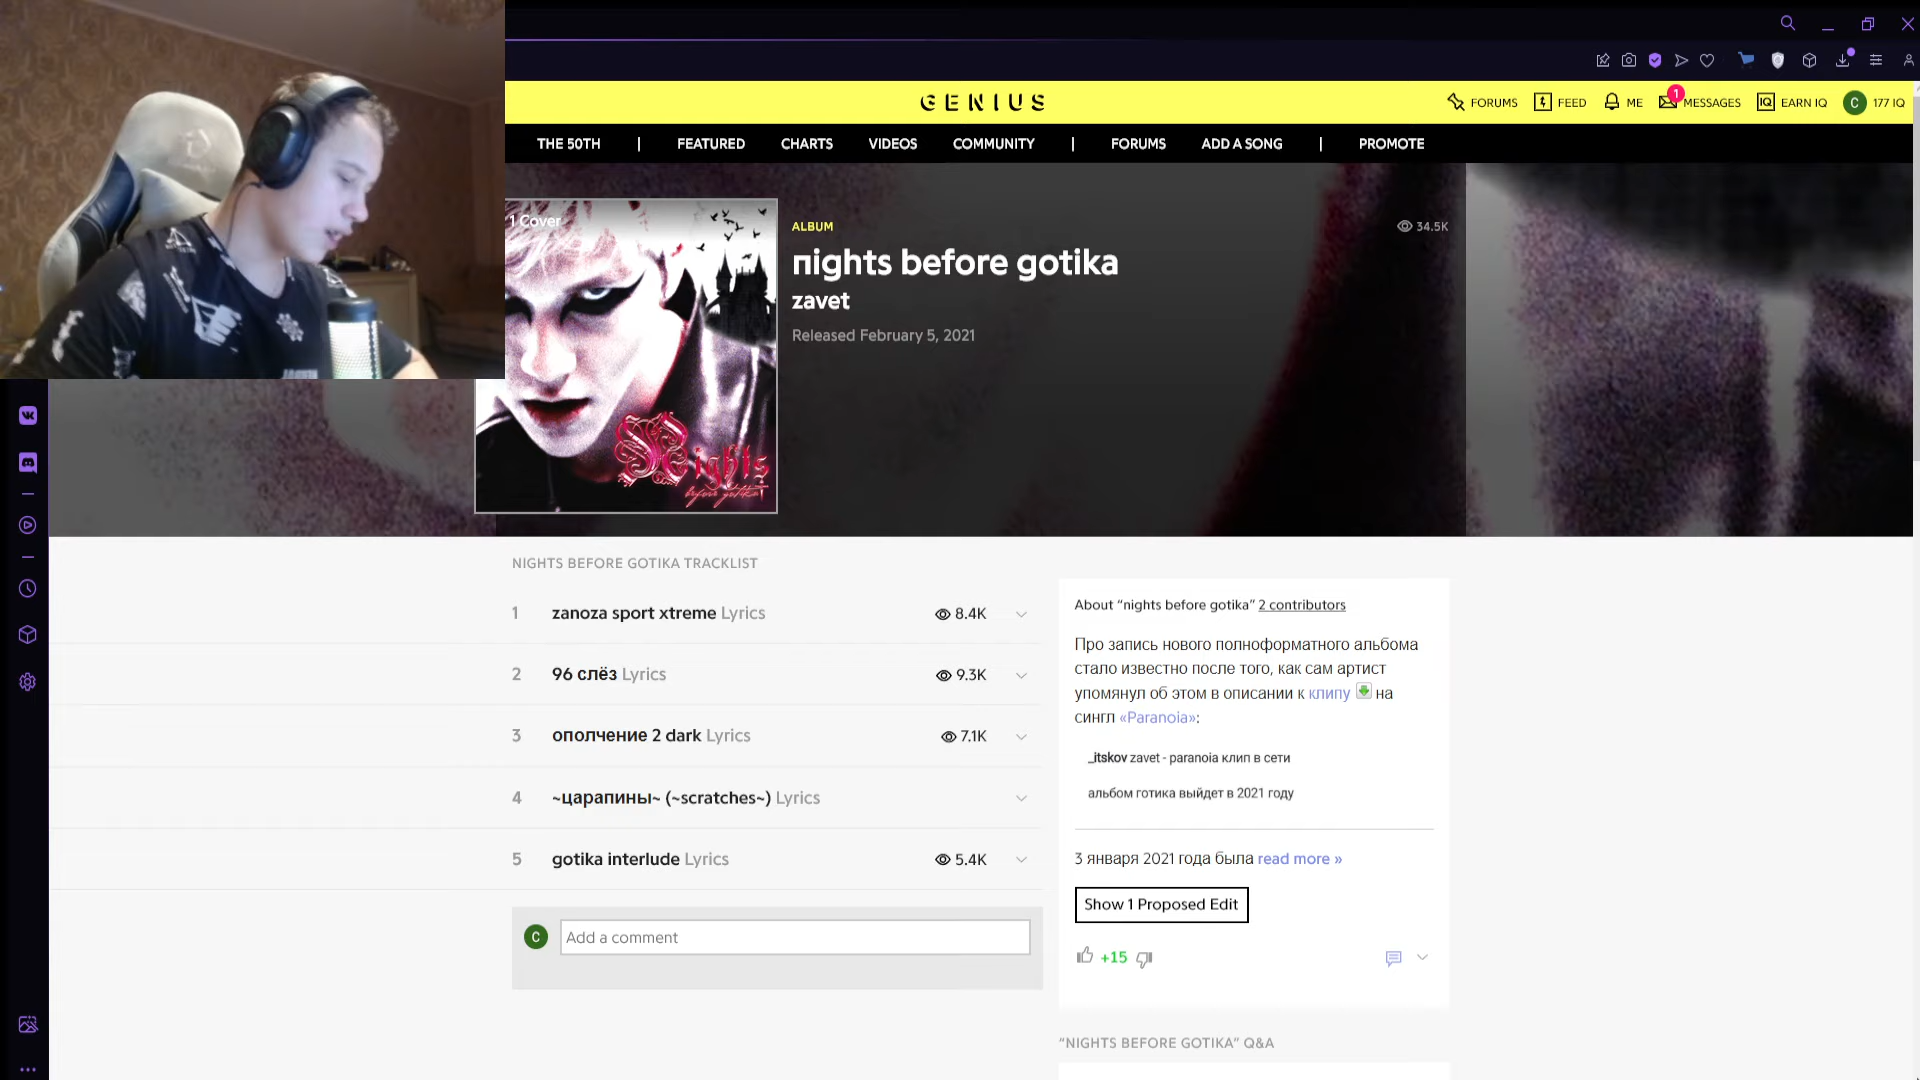 GENIUS
FORUMS
FEED
ME
1
MESSAGES
IQ
EARN IQ
C
177 IQ
THE 50TH | FEATURED CHARTS VIDEOS COMMUNITY | FORUMS ADD A SONG | PROMOTE
1 Cover
ALBUM
34.5K
nights before gotika
zavet
Released February 5, 2021
Nights
before gotika
NIGHTS BEFORE GOTIKA TRACKLIST
1 zanoza sport xtreme Lyrics 8.4K
2 96 слёз Lyrics 9.3K
3 ополчение 2 dark Lyrics 7.1K
4 ~царапины~ (~scratches~) Lyrics
5 gotika interlude Lyrics 5.4K
C
Add a comment
About “nights before gotika” 2 contributors
Про запись нового полноформатного альбома
стало известно после того, как сам артист
упомянул об этом в описании к клипу на
сингл «Paranoia»:
_itskov zavet - paranoia клип в сети
альбом готика выйдет в 2021 году
3 января 2021 года была read more »
Show 1 Proposed Edit
+15
“NIGHTS BEFORE GOTIKA” Q&A